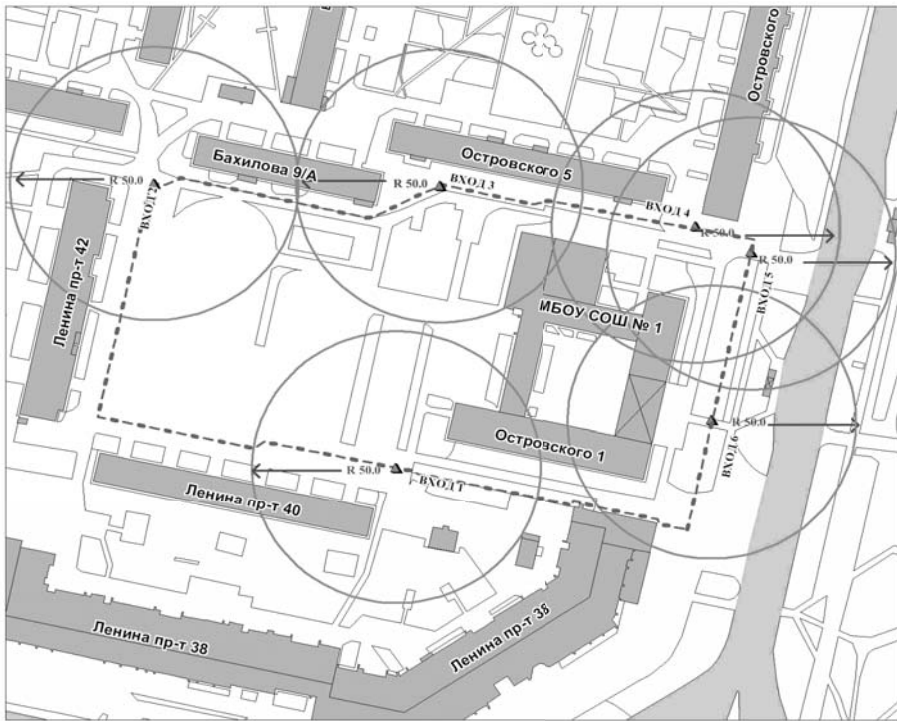 Островского
Бахилова 9/А
Островского 5
R 50.0
ВХОД 2
R 50.0
ВХОД 3
ВХОД 4
R 50.0
R 50.0
ВХОД 5
Ленина пр-т 42
МБОУ СОШ № 1
R 50.0
ВХОД 6
Островского 1
R 50.0
ВХОД 1
Ленина пр-т 40
Ленина пр-т 38
Ленина пр-т 38